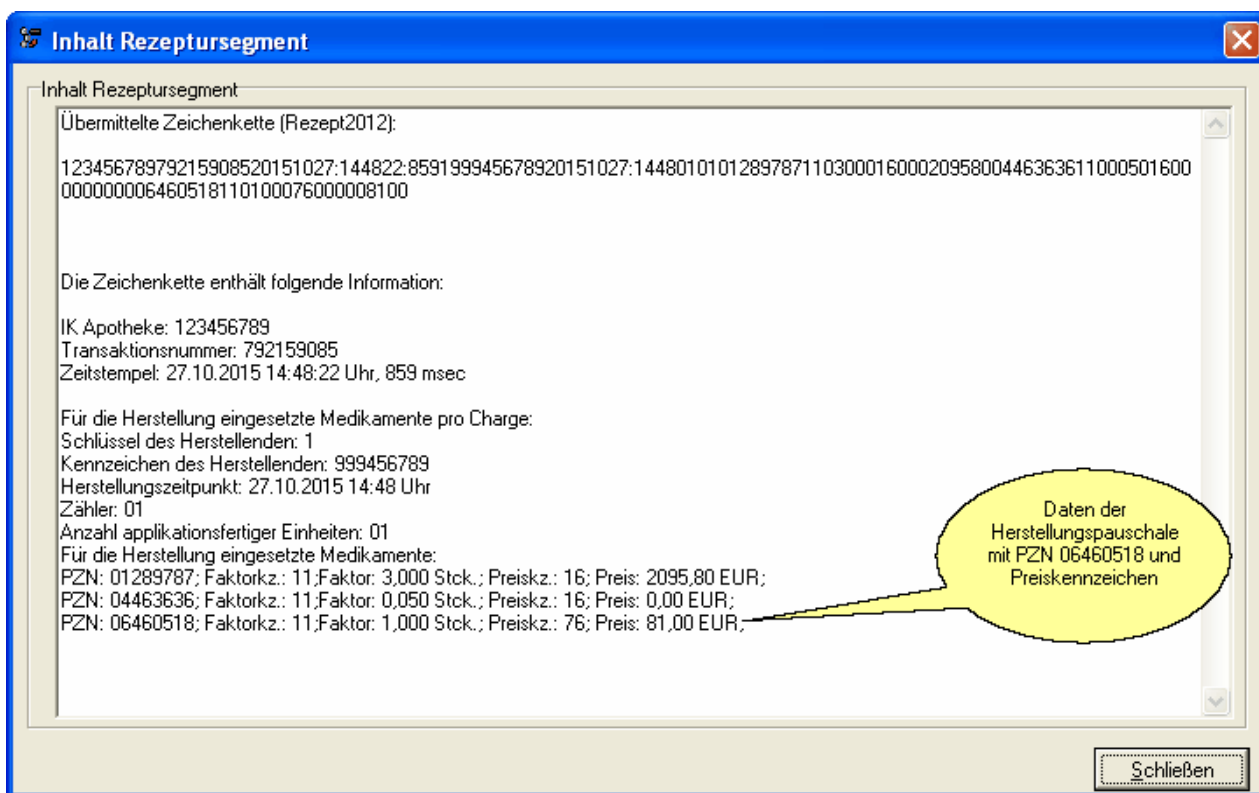 Inhalt Rezeptursegment
Inhalt Rezeptursegment
Übermittelte Zeichenkette (Rezept2012):
12345678979215908520151027:144822:859199945678920151027:14480101012897871103000160002095800446363611000501600
0000000006460518110100076000008100
Die Zeichenkette enthält folgende Information:
IK Apotheke: 123456789
Transaktionsnummer: 792159085
Zeitstempel: 27.10.2015 14:48:22 Uhr, 859 msec
Für die Herstellung eingesetzte Medikamente pro Charge:
Schlüssel des Herstellenden: 1
Kennzeichen des Herstellenden: 999456789
Herstellungszeitpunkt: 27.10.2015 14:48 Uhr
Zähler: 01
Anzahl applikationsfertiger Einheiten: 01
Für die Herstellung eingesetzte Medikamente:
PZN: 01289787; Faktorkz.: 11;Faktor: 3,000 Stck.; Preiskz.: 16; Preis: 2095,80 EUR;
PZN: 04463636; Faktorkz.: 11;Faktor: 0,050 Stck.; Preiskz.: 16; Preis: 0,00 EUR;
PZN: 06460518; Faktorkz.: 11;Faktor: 1,000 Stck.; Preiskz.: 76; Preis: 81,00 EUR;
Daten der
Herstellungspauschale
mit PZN 06460518 und
Preiskennzeichen
Schließen